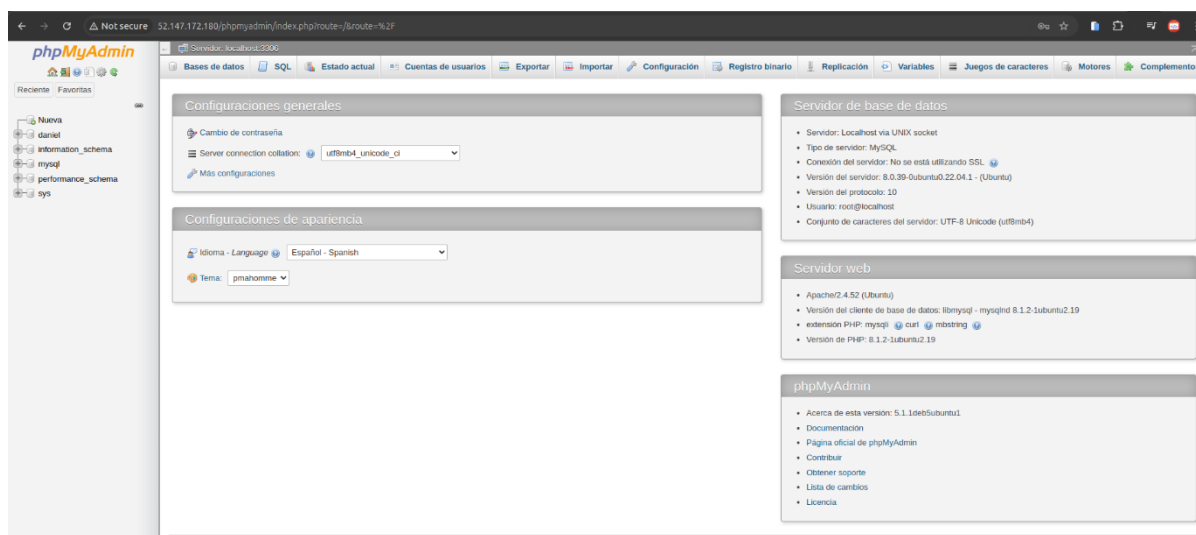 Not secure 52.147.172.180/phpmyadmin/index.php?route=/&route=%2F
phpMyAdmin
Reciente Favoritas
Nueva
daniel
information_schema
mysql
performance_schema
sys
Servidor: localhost:3306
Bases de datos SQL Estado actual Cuentas de usuarios Exportar Importar Configuración Registro binario Replicación Variables Juegos de caracteres Motores Complemento
Configuraciones generales
Cambio de contraseña
Server connection collation: utf8mb4_unicode_ci
Más configuraciones
Configuraciones de apariencia
Idioma - Language Español - Spanish
Tema: pmahomme
Servidor de base de datos
Servidor: Localhost via UNIX socket
Tipo de servidor: MySQL
Conexión del servidor: No se está utilizando SSL
Versión del servidor: 8.0.39-0ubuntu0.22.04.1 - (Ubuntu)
Versión del protocolo: 10
Usuario: root@localhost
Conjunto de caracteres del servidor: UTF-8 Unicode (utf8mb4)
Servidor web
Apache/2.4.52 (Ubuntu)
Versión del cliente de base de datos: libmysql - mysqlnd 8.1.2-1ubuntu2.19
extensión PHP: mysqli curl mbstring
Versión de PHP: 8.1.2-1ubuntu2.19
phpMyAdmin
Acerca de esta versión: 5.1.1deb5ubuntu1
Documentación
Página oficial de phpMyAdmin
Contribuir
Obtener soporte
Lista de cambios
Licencia